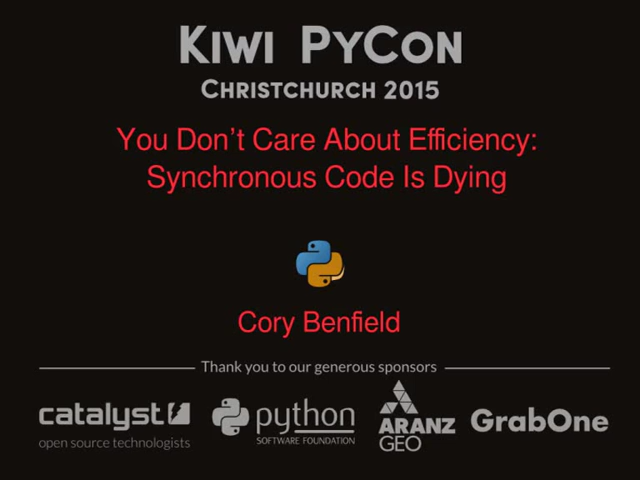 KIWI PYCON
CHRISTCHURCH 2015
You Don't Care About Efficiency:
Synchronous Code Is Dying
Cory Benfield
Thank you to our generous sponsors
catalyst
open source technologists
python
SOFTWARE FOUNDATION
ARANZ
GEO
GrabOne